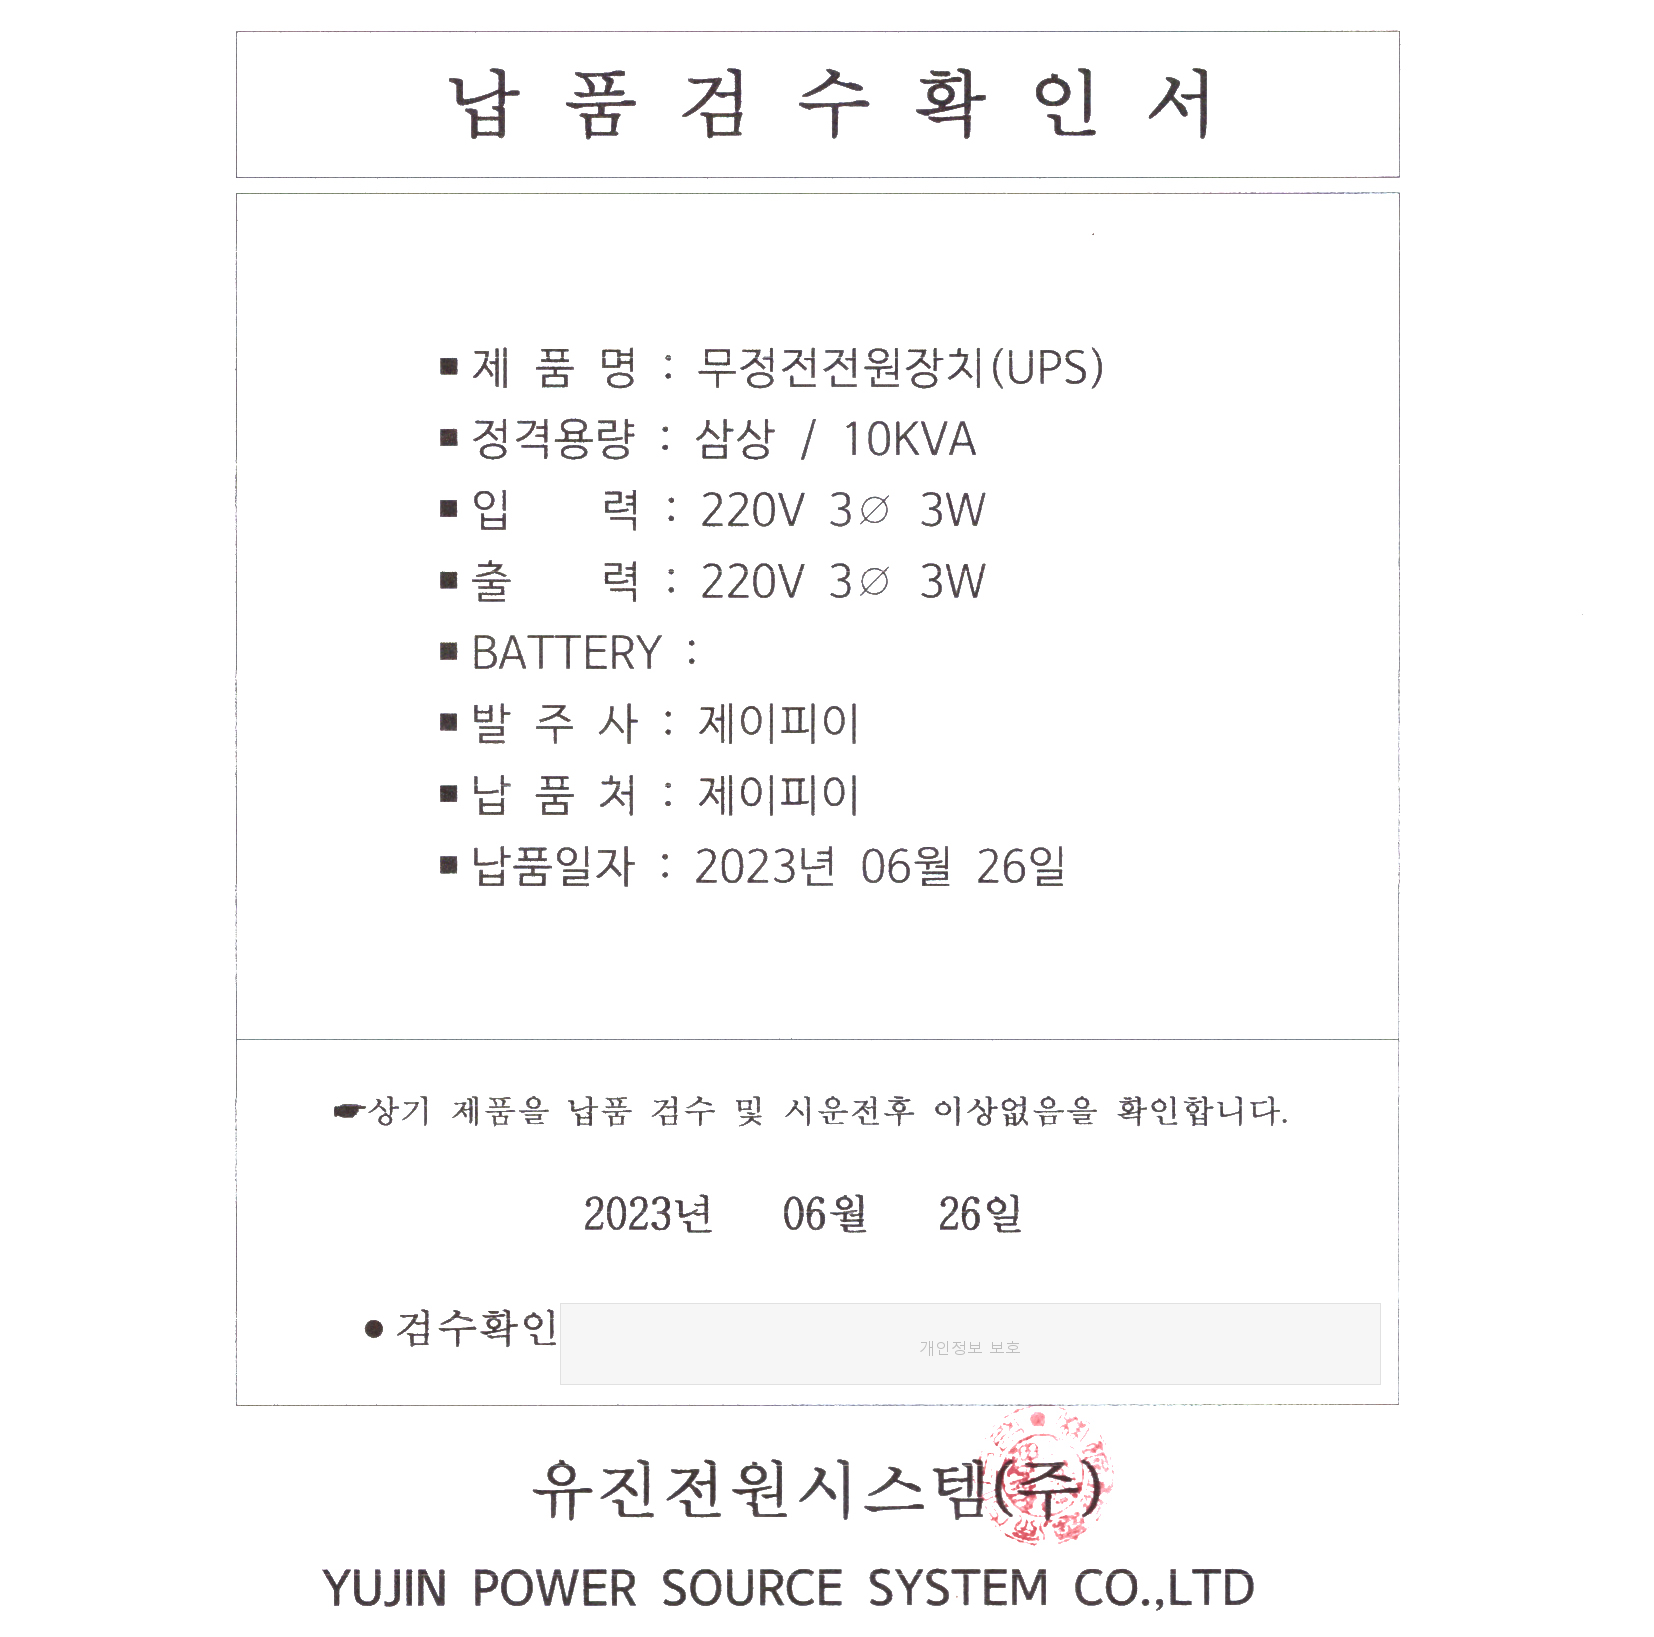 납 품 검 수 확 인 서
■ 제 품 명 : 무정전전원장치(UPS)
■ 정격용량 : 삼상 / 10KVA
■ 입 력 : 220V 3∅ 3W
■ 출 력 : 220V 3∅ 3W
■ BATTERY :
■ 발 주 사 : 제이피이
■ 납 품 처 : 제이피이
■ 납품일자 : 2023년 06월 26일
☛상기 제품을 납품 검수 및 시운전후 이상없음을 확인합니다.
2023년 06월 26일
● 검수확인
개인정보 보호
유진전원시스템(주)
YUJIN POWER SOURCE SYSTEM CO.,LTD